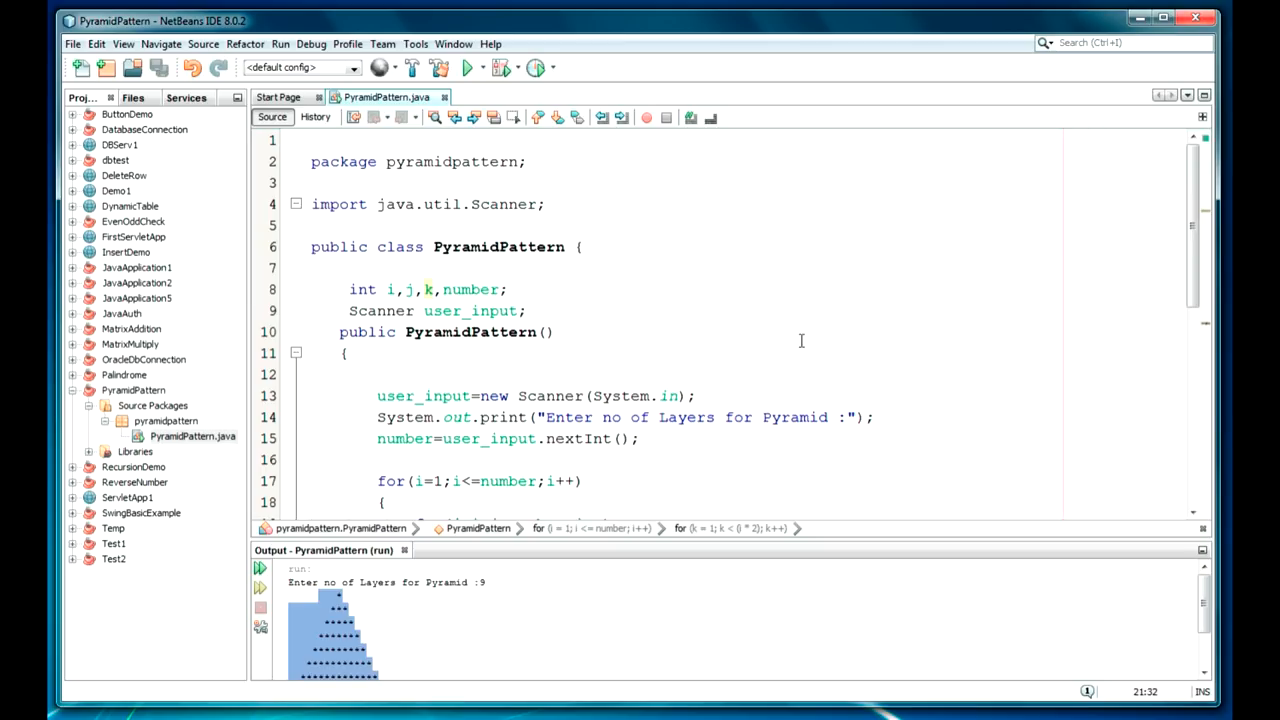 PyramidPattern - NetBeans IDE 8.0.2
File Edit View Navigate Source Refactor Run Debug Profile Team Tools Window Help
Search (Ctrl+I)
<default config>
Proj... Files Services
Start Page PyramidPattern.java
Source History
ButtonDemo
DatabaseConnection
DBServ1
dbtest
DeleteRow
Demo1
DynamicTable
EvenOddCheck
FirstServletApp
InsertDemo
JavaApplication1
JavaApplication2
JavaApplication5
JavaAuth
MatrixAddition
MatrixMultiply
OracleDbConnection
Palindrome
PyramidPattern
Source Packages
pyramidpattern
PyramidPattern.java
Libraries
RecursionDemo
ReverseNumber
ServletApp1
SwingBasicExample
Temp
Test1
Test2
1
2 package pyramidpattern;
3
4 import java.util.Scanner;
5
6 public class PyramidPattern {
7
8 int i,j,k,number;
9 Scanner user_input;
10 public PyramidPattern()
11 {
12
13 user_input=new Scanner(System.in);
14 System.out.print("Enter no of Layers for Pyramid :");
15 number=user_input.nextInt();
16
17 for(i=1;i<=number;i++)
18 {
pyramidpattern.PyramidPattern PyramidPattern for (i = 1; i <= number; i++) for (k = 1; k < (i * 2); k++)
Output - PyramidPattern (run)
run:
Enter no of Layers for Pyramid :9
*
***
*****
*******
*********
***********
*************
21:32 INS